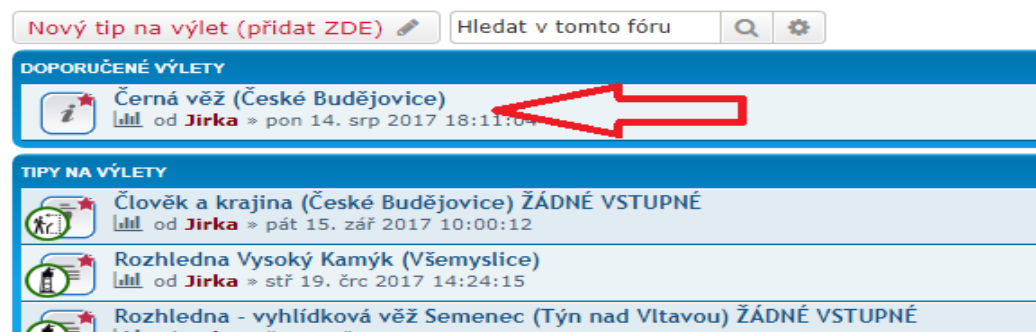 Nový tip na výlet (přidat ZDE)
Hledat v tomto fóru
DOPORUČENÉ VÝLETY
Černá věž (České Budějovice)
od Jirka » pon 14. srp 2017 18:11:04
TIPY NA VÝLETY
Člověk a krajina (České Budějovice) ŽÁDNÉ VSTUPNÉ
od Jirka » pát 15. zář 2017 10:00:12
Rozhledna Vysoký Kamýk (Všemyslice)
od Jirka » stř 19. črc 2017 14:24:15
Rozhledna - vyhlídková věž Semenec (Týn nad Vltavou) ŽÁDNÉ VSTUPNÉ